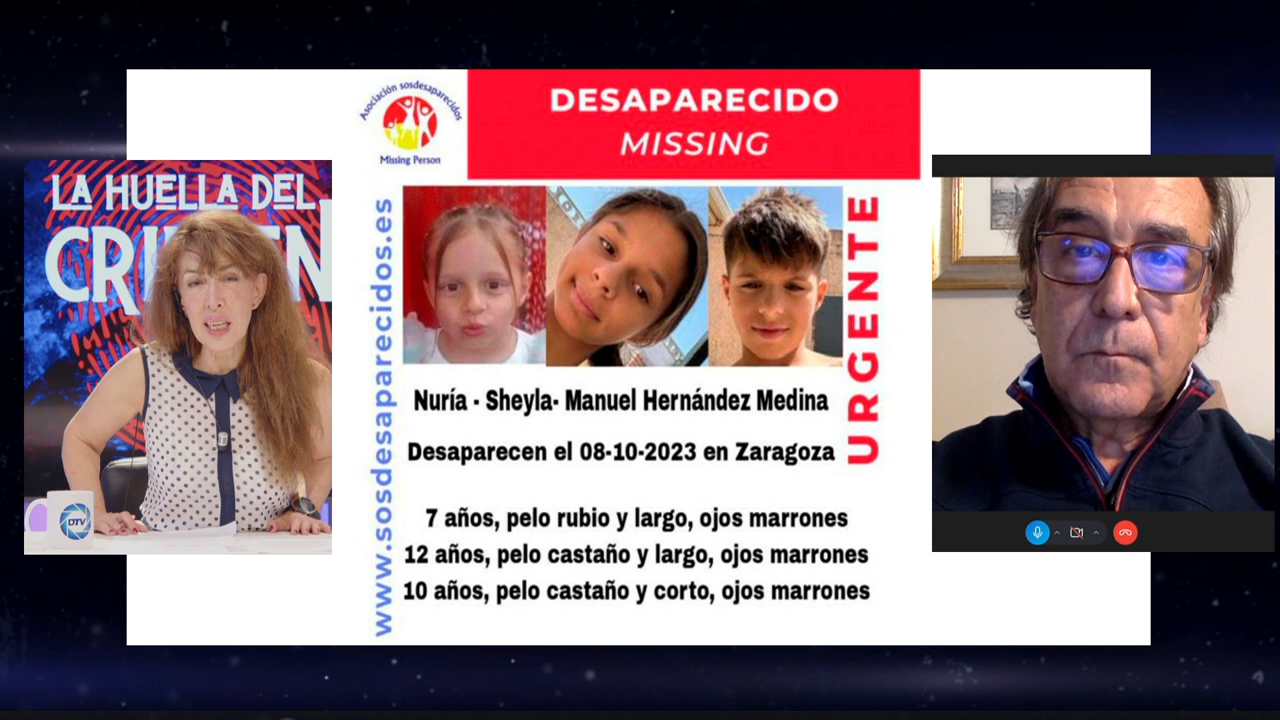 Asociación sosdesaparecidos
Missing Person
DESAPARECIDO
MISSING
www.sosdesaparecidos.es
URGENTE
Nuría - Sheyla- Manuel Hernández Medina
Desaparecen el 08-10-2023 en Zaragoza
7 años, pelo rubio y largo, ojos marrones
12 años, pelo castaño y largo, ojos marrones
10 años, pelo castaño y corto, ojos marrones
LA HUELLA DEL
CRIMEN
DTV